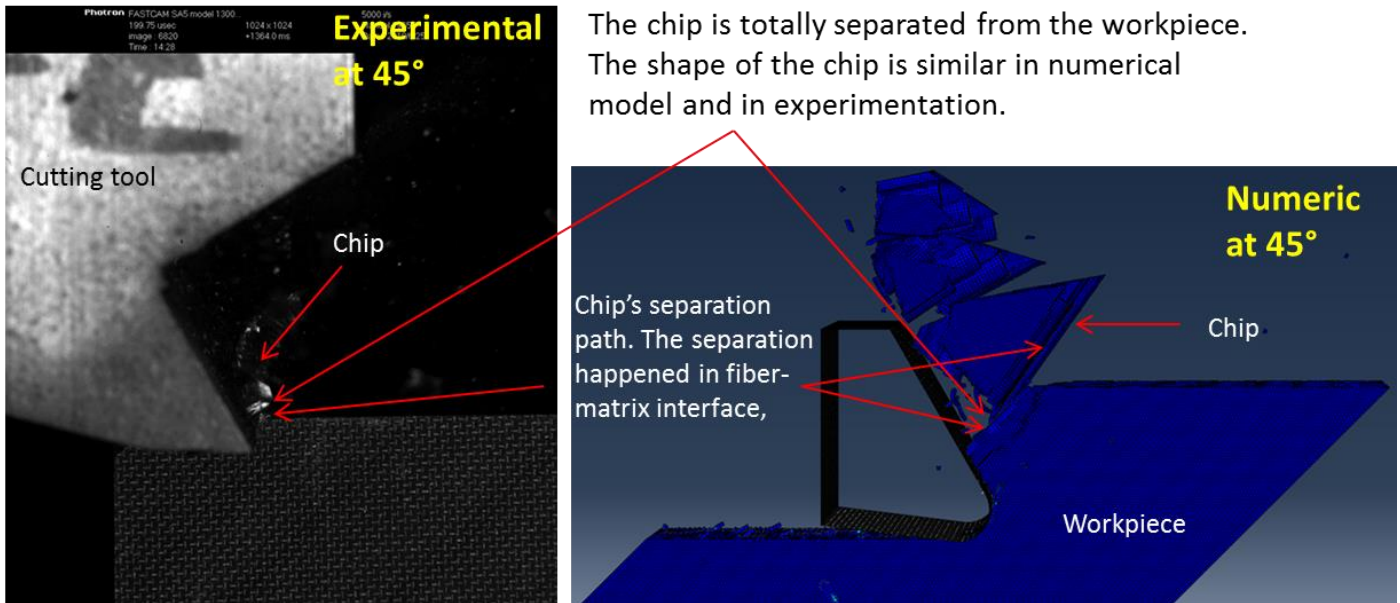 Photron FASTCAM SA5 model 1300...
5000 i/s
199.75 usec
1024 x 1024
image : 6820
+1364.0 ms
Time : 14:28
Experimental
at 45°
Cutting tool
Chip
The chip is totally separated from the workpiece.
The shape of the chip is similar in numerical
model and in experimentation.
Numeric
at 45°
Chip's separation
path. The separation
happened in fiber-
matrix interface,
Chip
Workpiece